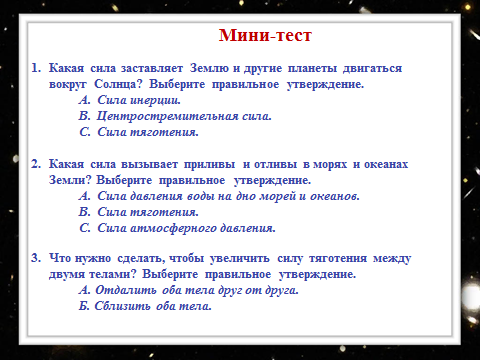 Мини-тест
1. Какая сила заставляет Землю и другие планеты двигаться
вокруг Солнца? Выберите правильное утверждение.
A. Сила инерции.
B. Центростремительная сила.
C. Сила тяготения.
2. Какая сила вызывает приливы и отливы в морях и океанах
Земли? Выберите правильное утверждение.
A. Сила давления воды на дно морей и океанов.
B. Сила тяготения.
C. Сила атмосферного давления.
3. Что нужно сделать, чтобы увеличить силу тяготения между
двумя телами? Выберите правильное утверждение.
А. Отдалить оба тела друг от друга.
Б. Сблизить оба тела.